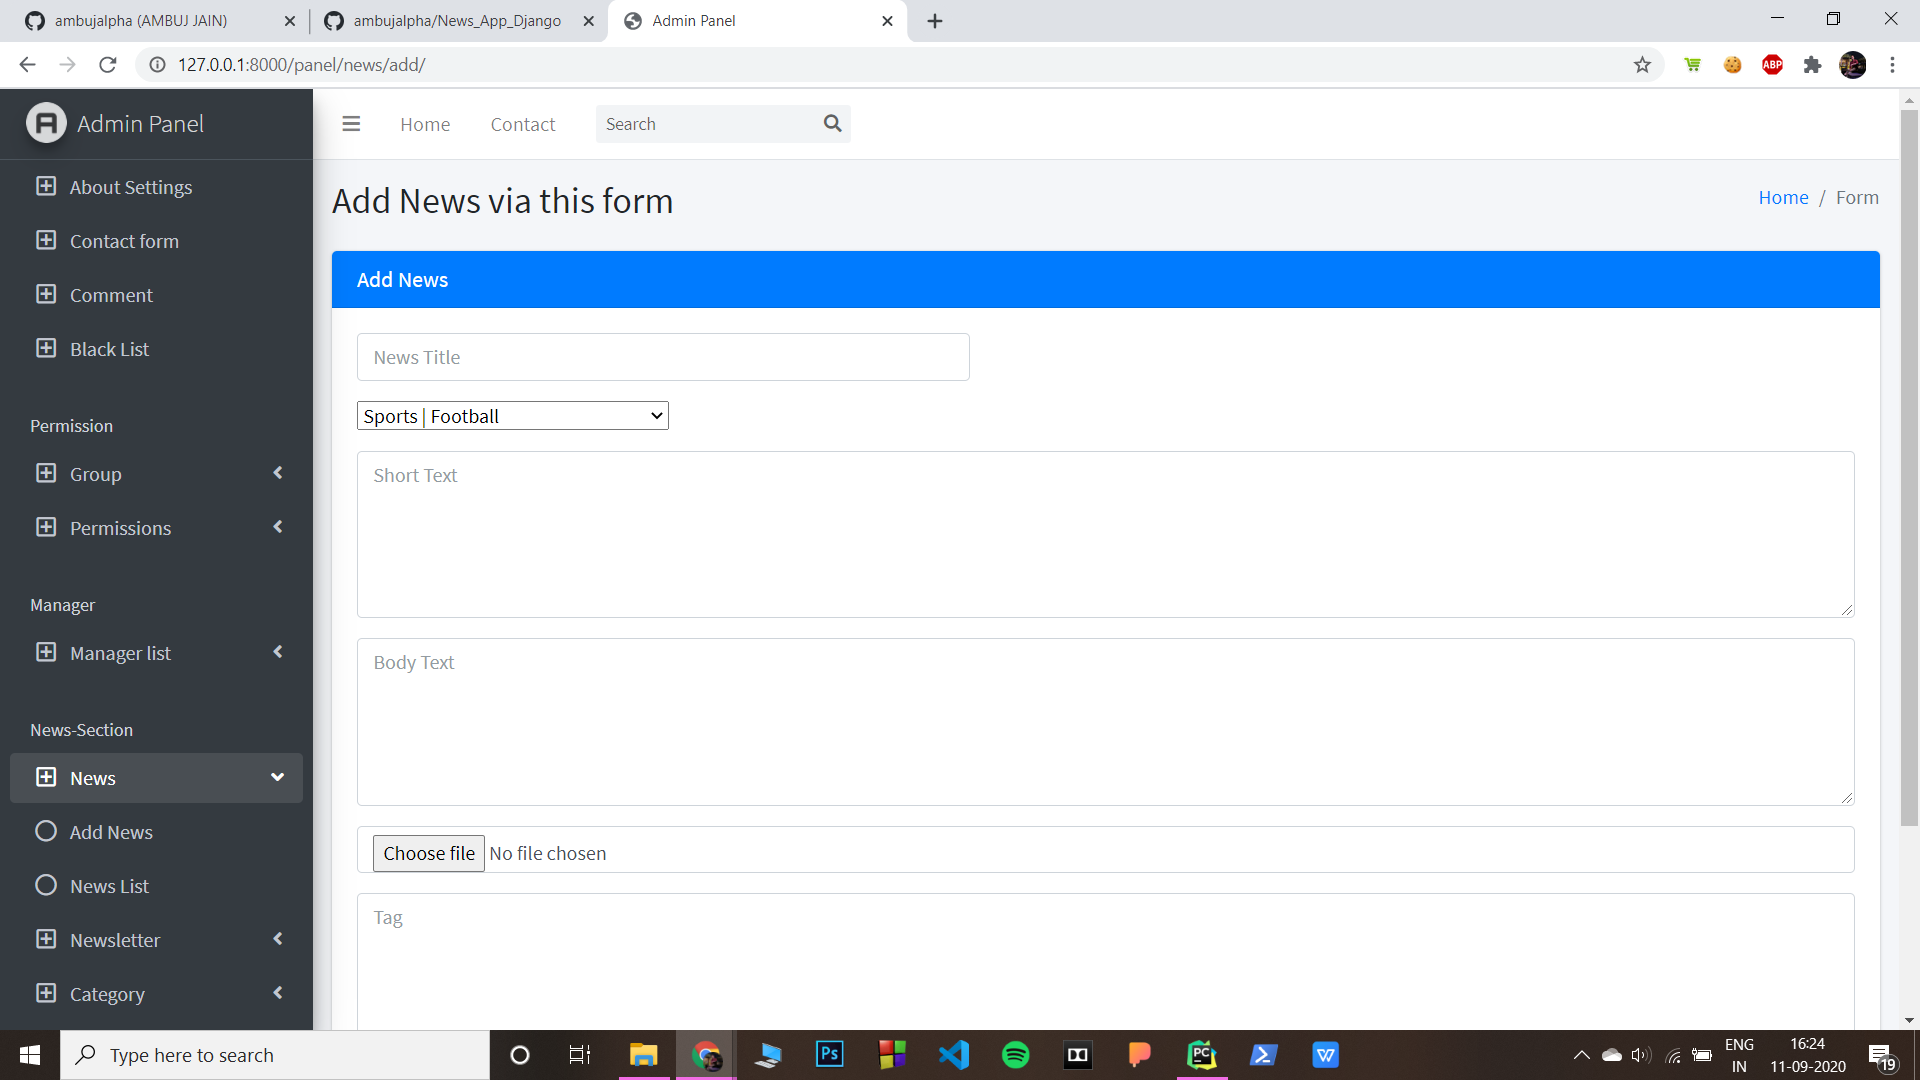 ambujalpha (AMBUJ JAIN)
ambujalpha/News_App_Django
Admin Panel
127.0.0.1:8000/panel/news/add/
ABP
Admin Panel
Home
Contact
Search
About Settings
Contact form
Comment
Black List
Permission
Group
Permissions
Manager
Manager list
News-Section
News
Add News
News List
Newsletter
Category
Add News via this form
Home / Form
Add News
News Title
Sports | Football
Short Text
Body Text
Choose file No file chosen
Tag
Type here to search
Ps
PC
W
ENG
IN
16:24
11-09-2020
19